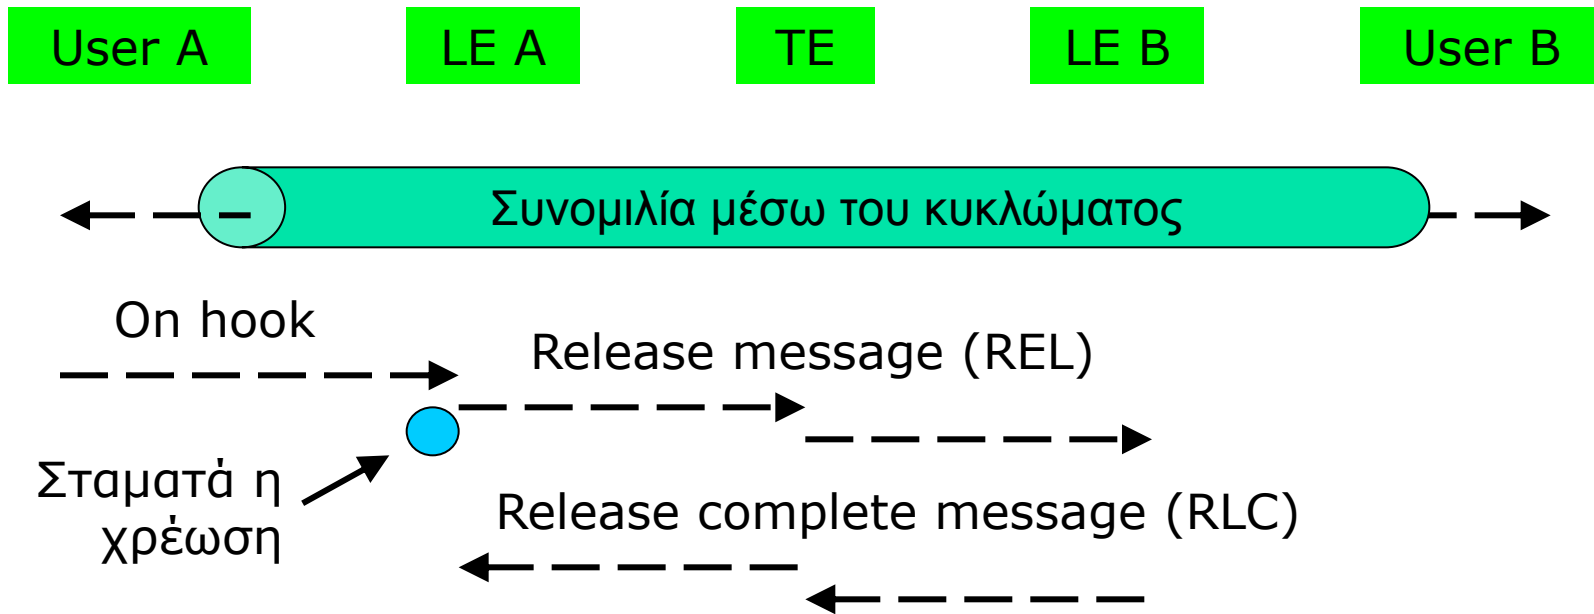 User A
LE A
TE
LE B
User B
Συνομιλία μέσω του κυκλώματος
On hook
Release message (REL)
Σταματά η
χρέωση
Release complete message (RLC)